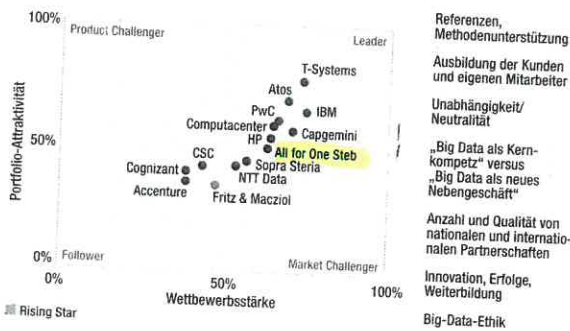 100%
Product Challenger
Leader
T-Systems
Atos
IBM
PwC
Computacenter
Capgemini
HP
All for One Steb
50%
CSC
Sopra Steria
Cognizant
NTT Data
Accenture
Fritz & Macziol
Portfolio-Attraktivität
Follower
Market Challenger
0%
0%
50%
100%
Wettbewerbsstärke
Rising Star
Referenzen,
Methodenunterstützung
Ausbildung der Kunden
und eigenen Mitarbeiter
Unabhängigkeit/
Neutralität
„Big Data als Kern-
kompetz“ versus
„Big Data als neues
Nebengeschäft“
Anzahl und Qualität von
nationalen und internatio-
nalen Partnerschaften
Innovation, Erfolge,
Weiterbildung
Big-Data-Ethik